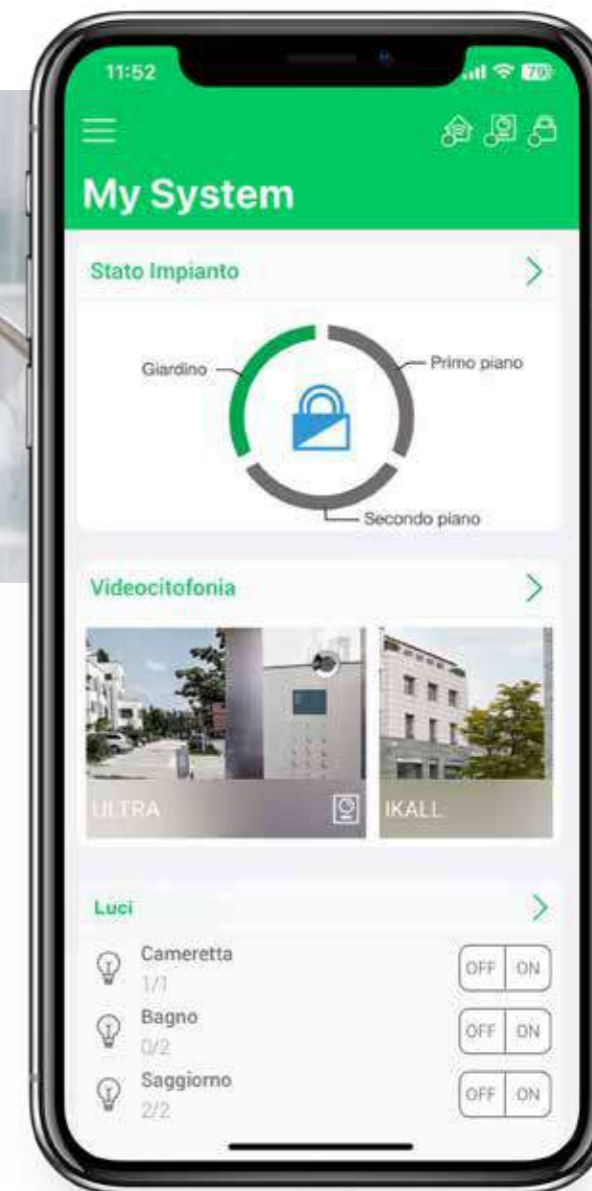 11:52
79
My System
Stato Impianto
Giardino
Primo piano
Secondo piano
Videocitofonia
ULTRA
IKALL
Luci
Cameretta
1/1
OFF ON
Bagno
0/2
OFF ON
Saggiorno
2/2
OFF ON